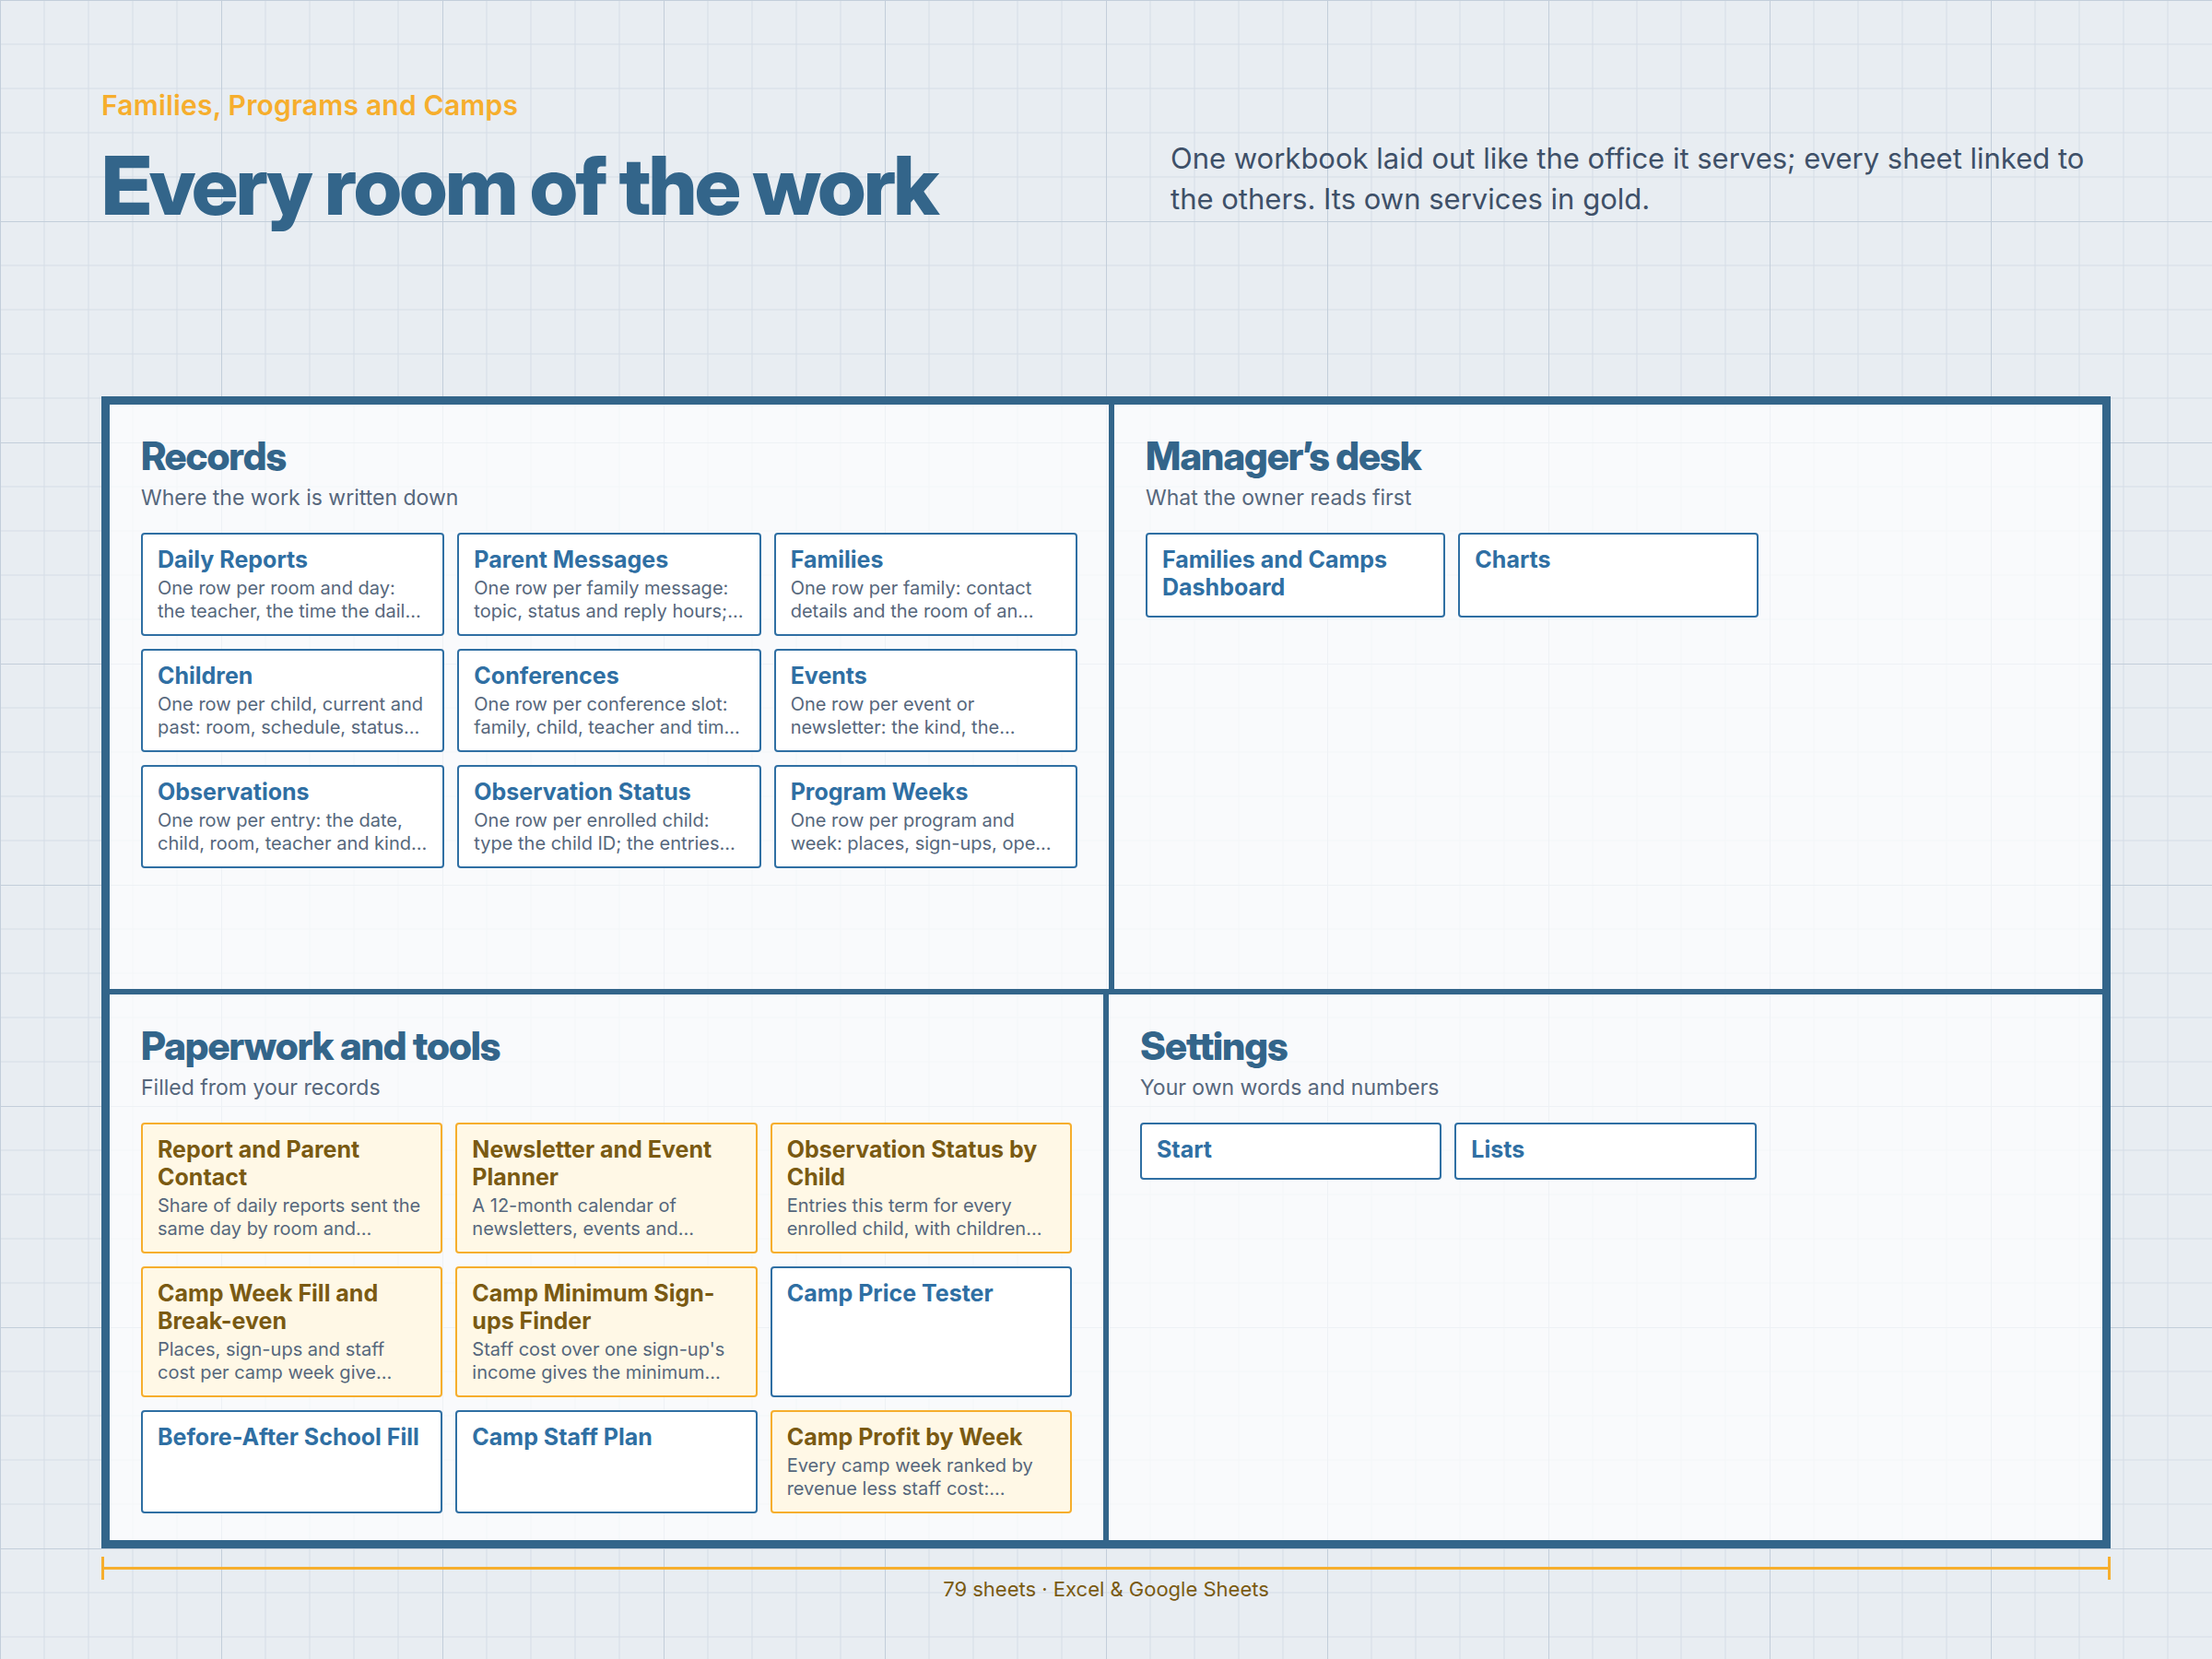 Families, Programs and Camps
Every room of the work
One workbook laid out like the office it serves; every sheet linked to
the others. Its own services in gold.
Records
Where the work is written down
Daily Reports
One row per room and day:
the teacher, the time the dail...
Parent Messages
One row per family message:
topic, status and reply hours;...
Families
One row per family: contact
details and the room of an...
Children
One row per child, current and
past: room, schedule, status...
Conferences
One row per conference slot:
family, child, teacher and tim...
Events
One row per event or
newsletter: the kind, the...
Observations
One row per entry: the date,
child, room, teacher and kind...
Observation Status
One row per enrolled child:
type the child ID; the entries...
Program Weeks
One row per program and
week: places, sign-ups, ope...
Manager’s desk
What the owner reads first
Families and Camps
Dashboard
Charts
Paperwork and tools
Filled from your records
Report and Parent
Contact
Share of daily reports sent the
same day by room and...
Newsletter and Event
Planner
A 12-month calendar of
newsletters, events and...
Observation Status by
Child
Entries this term for every
enrolled child, with children...
Camp Week Fill and
Break-even
Places, sign-ups and staff
cost per camp week give...
Camp Minimum Sign-
ups Finder
Staff cost over one sign-up's
income gives the minimum...
Camp Price Tester
Before-After School Fill
Camp Staff Plan
Camp Profit by Week
Every camp week ranked by
revenue less staff cost:...
Settings
Your own words and numbers
Start
Lists
79 sheets · Excel & Google Sheets